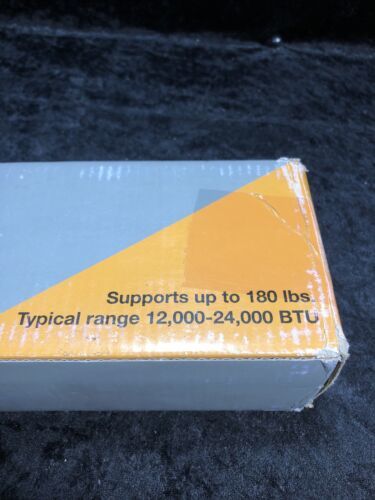 Supports up to 180 lbs.
Typical range 12,000-24,000 BTU